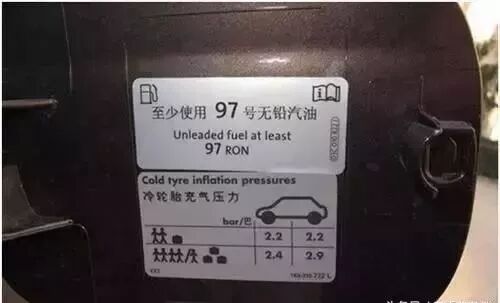 至少使用 97 号无铅汽油
Unleaded fuel at least
97 RON
Cold tyre inflation pressures
冷轮胎充气压力
bar/巴
2.2 2.2
2.4 2.9